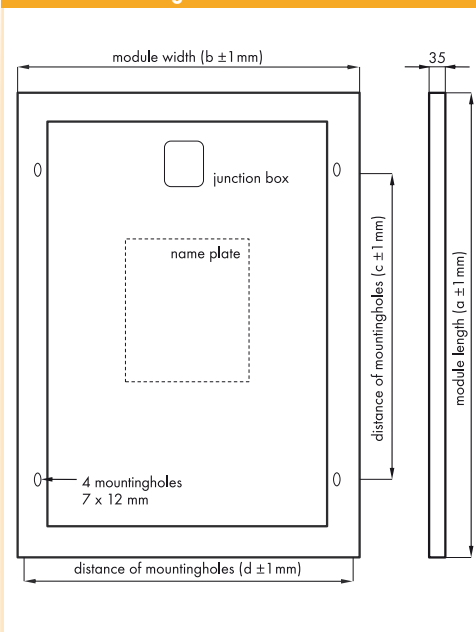 module width (b ±1mm)
35
junction box
name plate
distance of mountingholes (c ±1mm)
module length (a ±1mm)
4 mountingholes
7 x 12 mm
distance of mountingholes (d ±1mm)